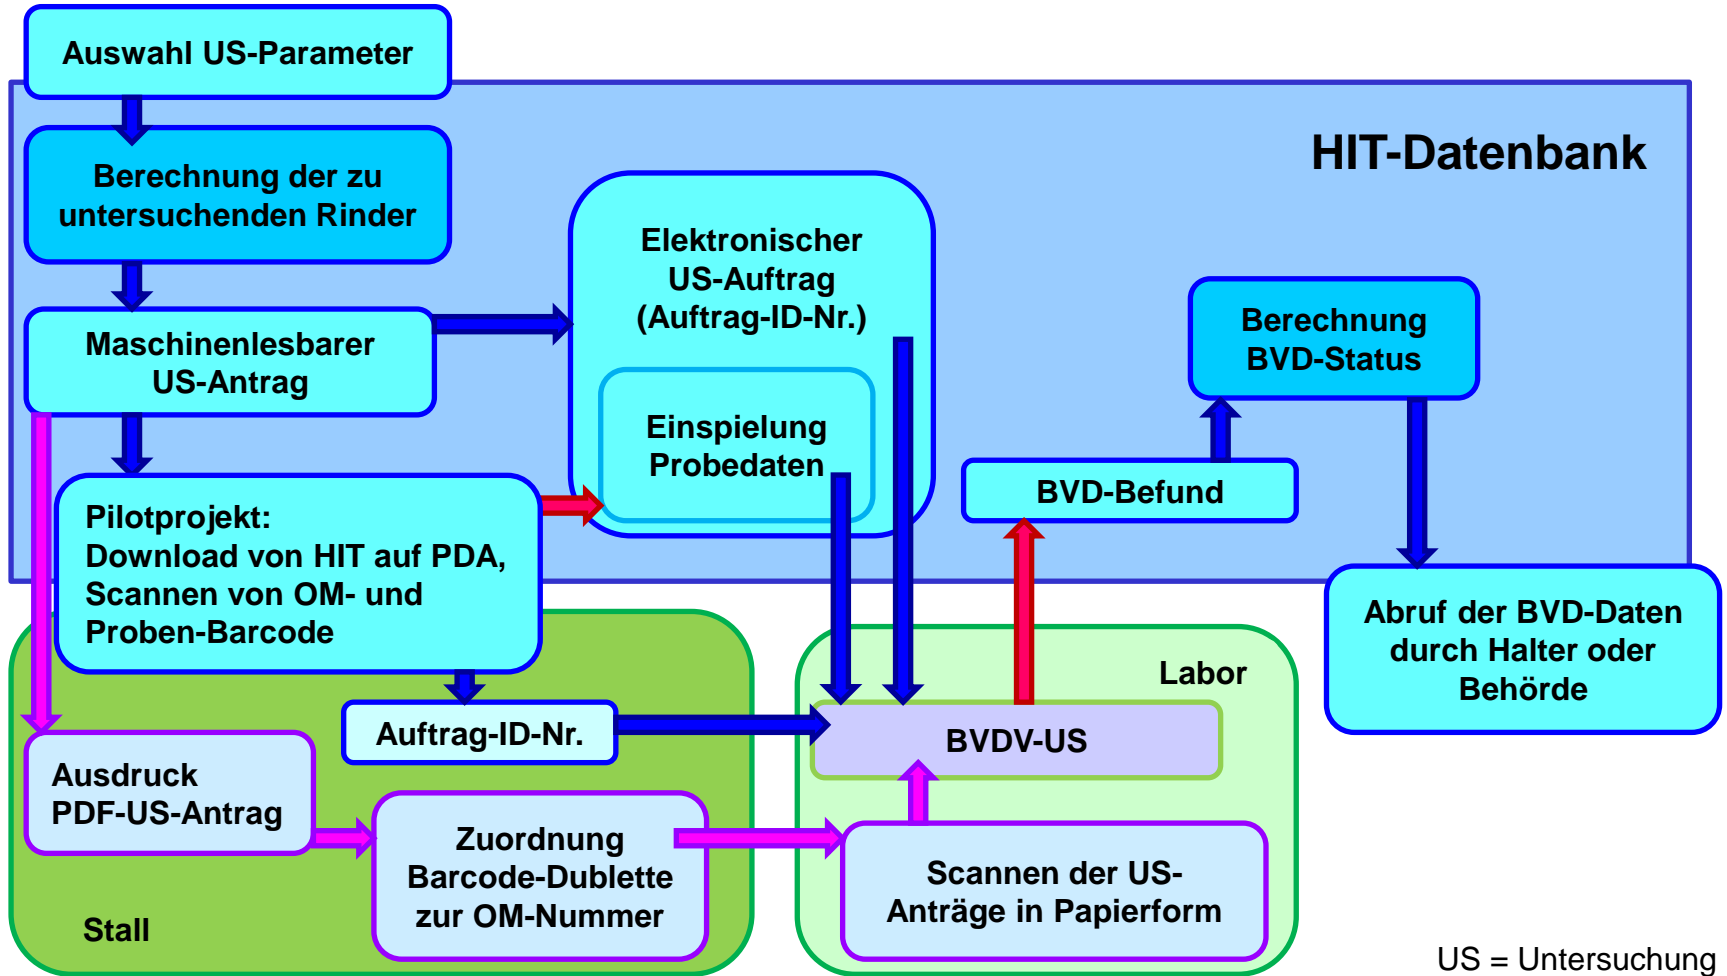 Auswahl US-Parameter
HIT-Datenbank
Berechnung der zu
untersuchenden Rinder
Elektronischer
US-Auftrag
(Auftrag-ID-Nr.)
Maschinenlesbarer
US-Antrag
Einspielung
Probedaten
Berechnung
BVD-Status
BVD-Befund
Pilotprojekt:
Download von HIT auf PDA,
Scannen von OM- und
Proben-Barcode
Abruf der BVD-Daten
durch Halter oder
Behörde
Labor
Auftrag-ID-Nr.
BVDV-US
Ausdruck
PDF-US-Antrag
Zuordnung
Barcode-Dublette
zur OM-Nummer
Scannen der US-
Anträge in Papierform
Stall
US = Untersuchung